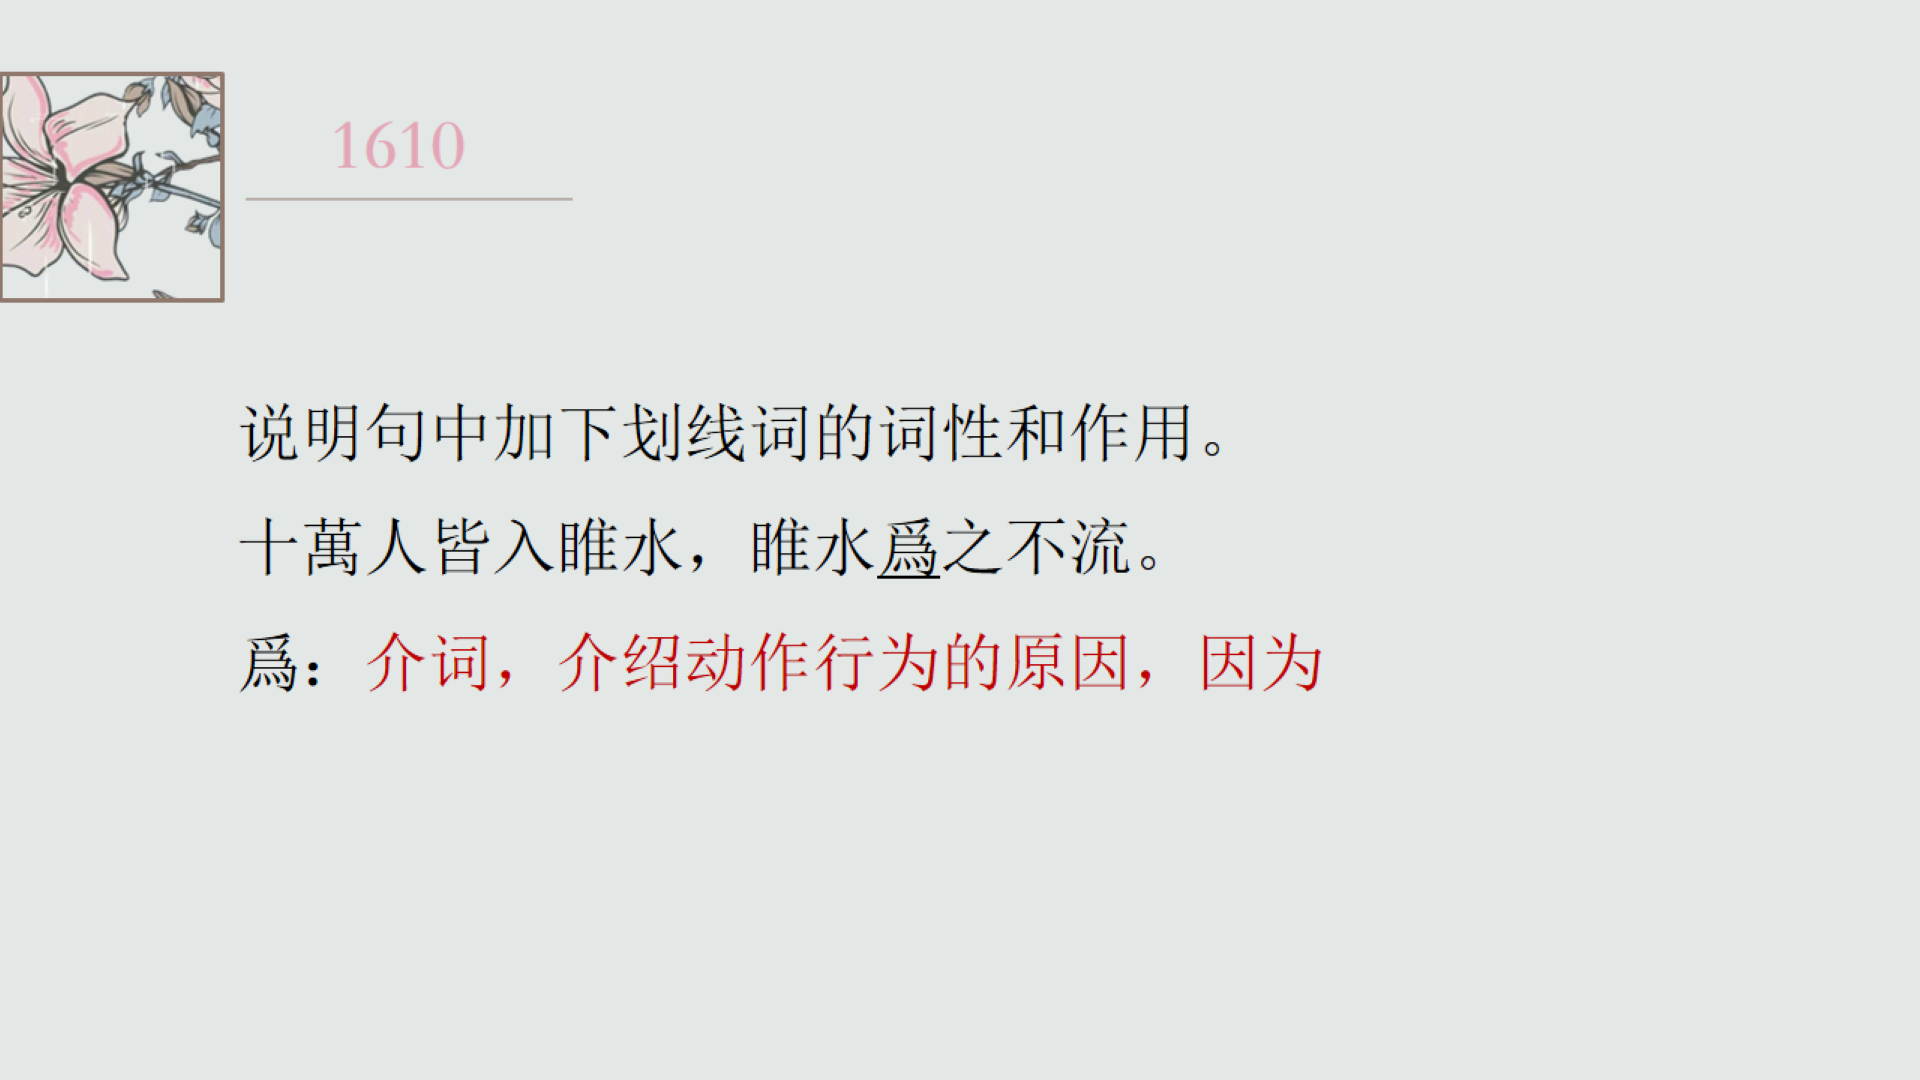 1610
说明句中加下划线词的词性和作用。
十萬人皆入睢水，睢水爲之不流。
爲：介词，介绍动作行为的原因，因为